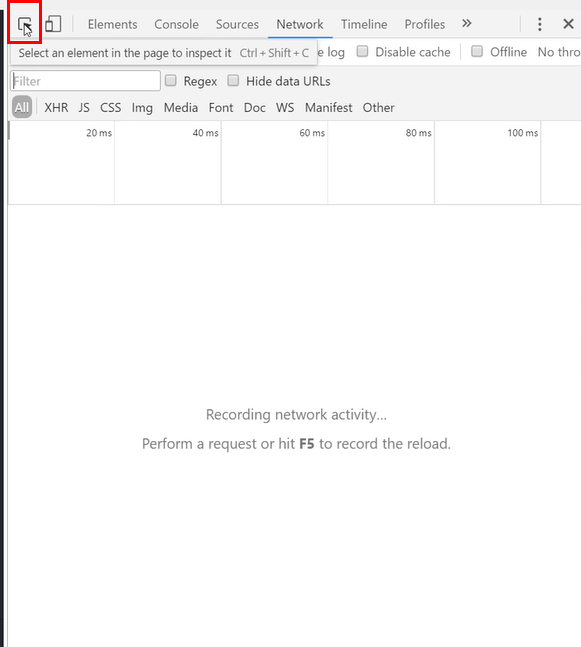 Elements Console Sources Network Timeline Profiles »
Select an element in the page to inspect it Ctrl + Shift + C e log Disable cache Offline No thro
Filter Regex Hide data URLs
All XHR JS CSS Img Media Font Doc WS Manifest Other
20 ms 40 ms 60 ms 80 ms 100 ms
Recording network activity...
Perform a request or hit F5 to record the reload.